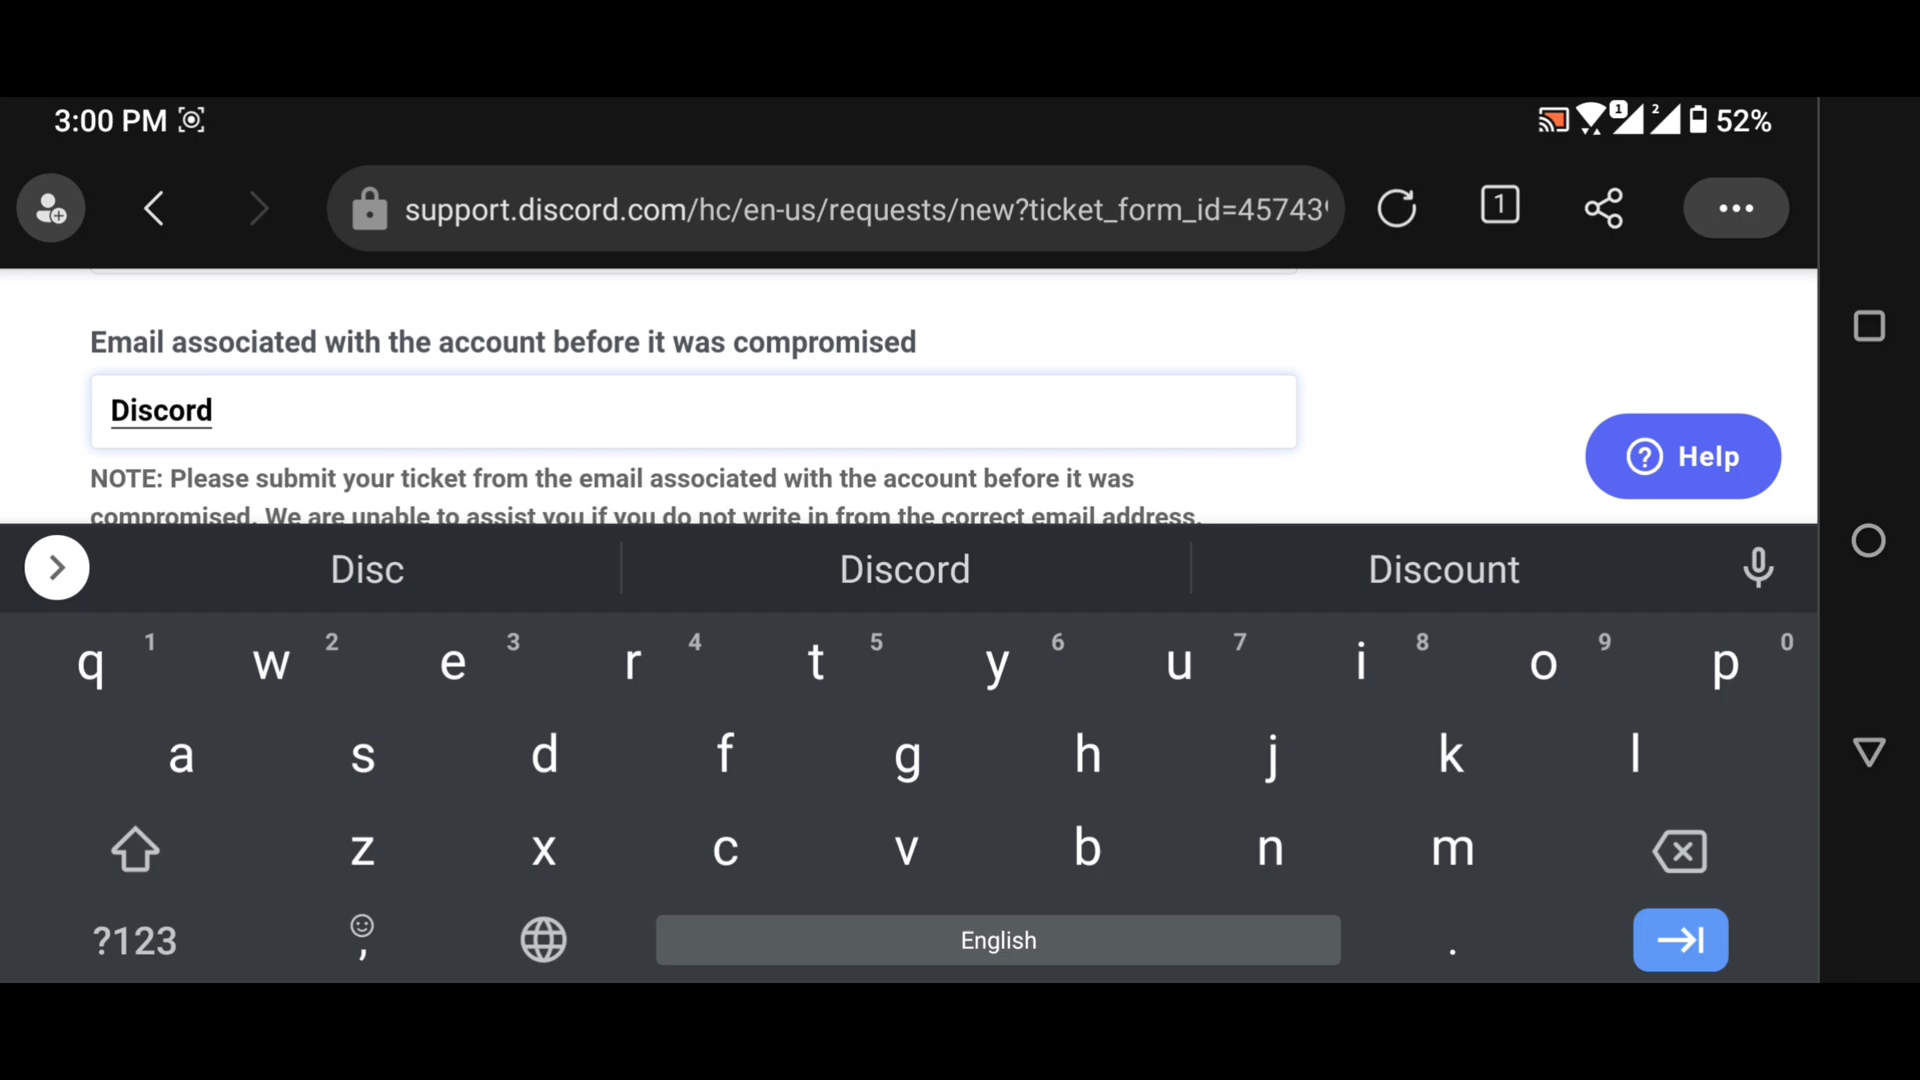 3:00 PM
1 2 52%
support.discord.com/hc/en-us/requests/new?ticket_form_id=45743
1
Email associated with the account before it was compromised
Discord
NOTE: Please submit your ticket from the email associated with the account before it was
compromised. We are unable to assist you if you do not write in from the correct email address.
Help
Disc Discord Discount
q 1 w 2 e 3 r 4 t 5 y 6 u 7 i 8 o 9 p 0
a s d f g h j k l
z x c v b n m
?123 , English .